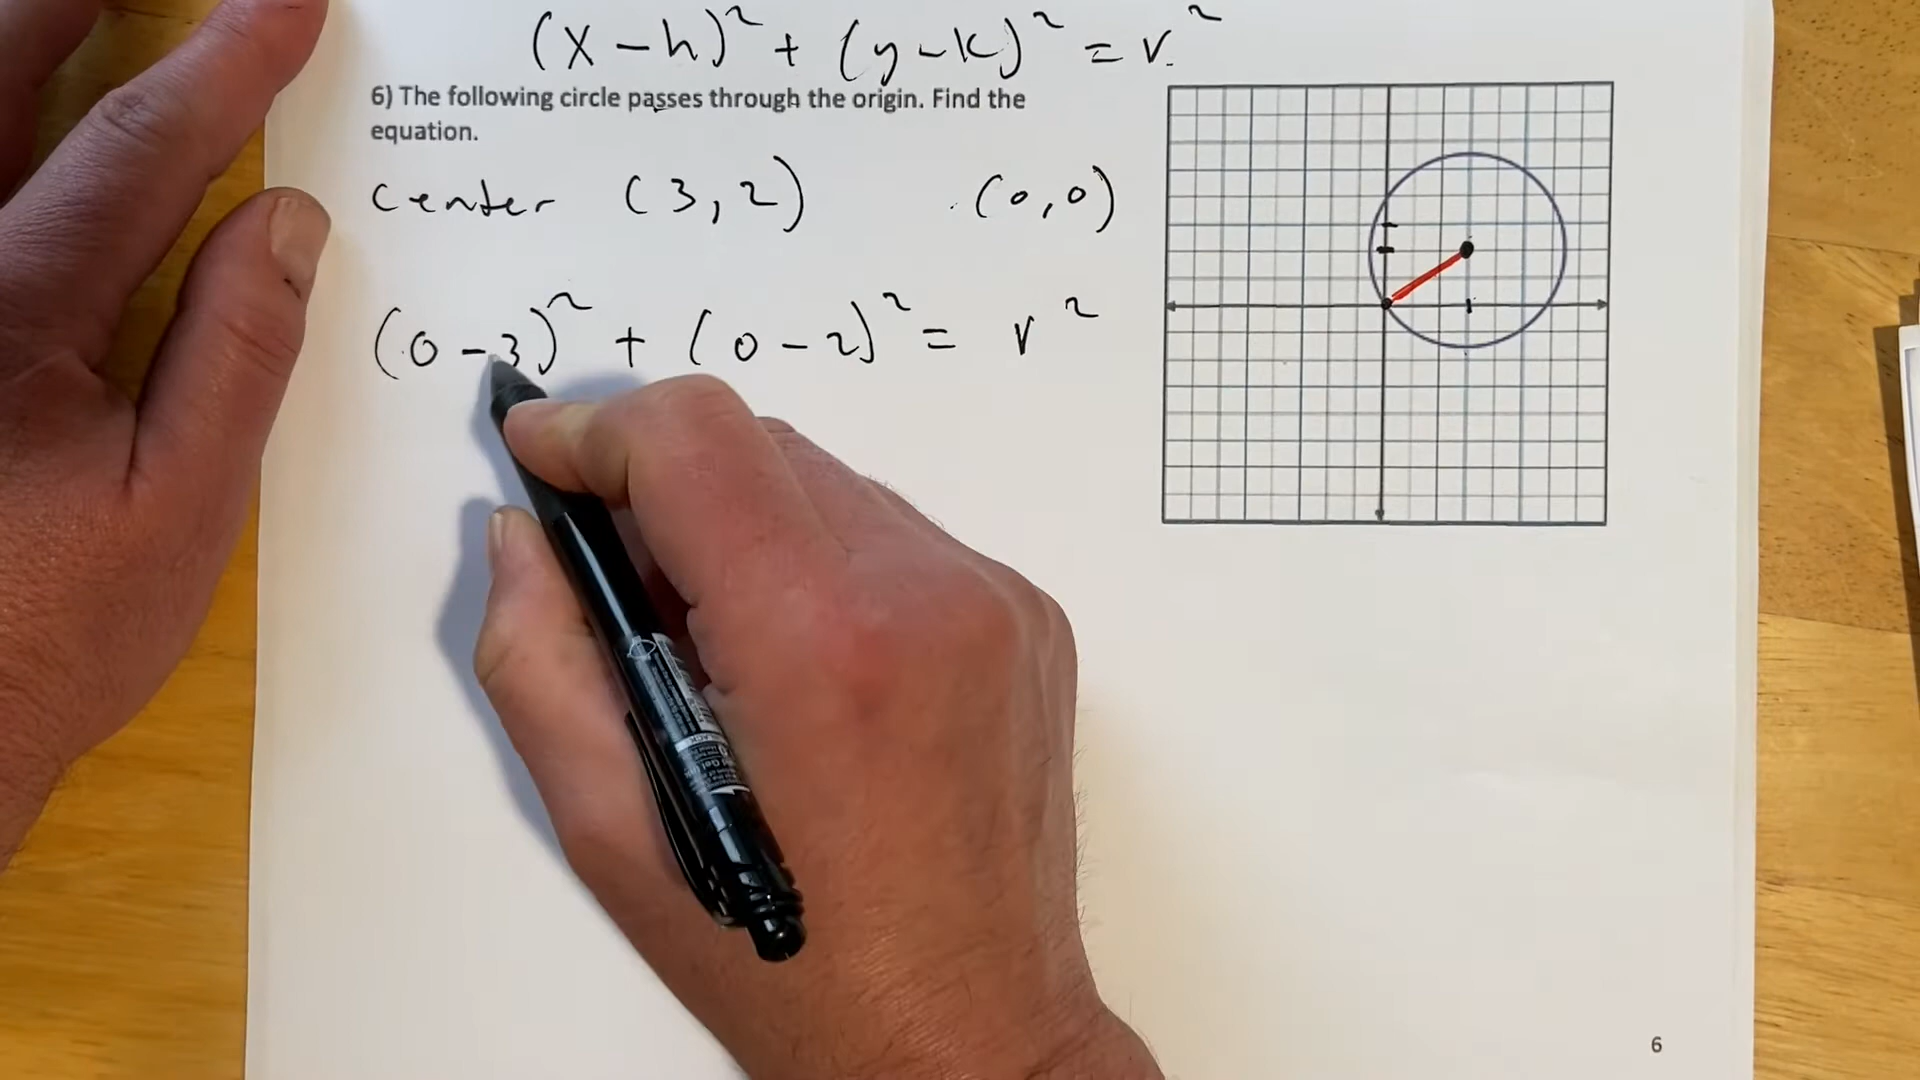 (x-h)² + (y-k)² = r²
6) The following circle passes through the origin. Find the
equation.
center (3,2) (0,0)
(0-3)² + (0-2)² = r²
6